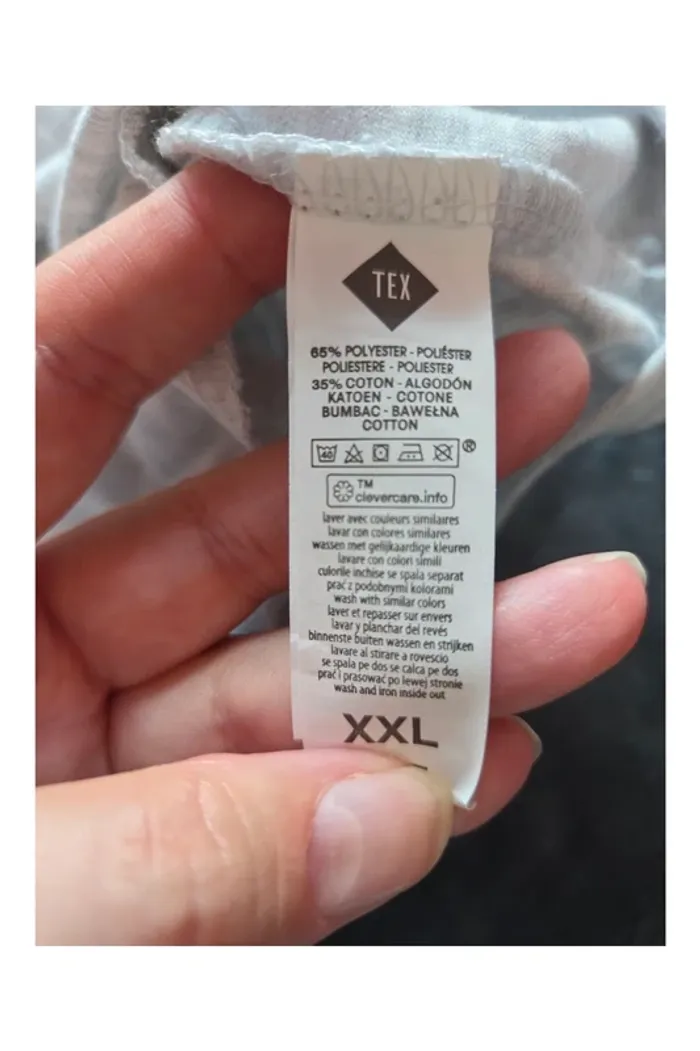 TEX
65% POLYESTER - POLIÉSTER
POLIESTERE - POLIESTER
35% COTON - ALGODÓN
KATOEN - COTONE
BUMBAC - BAWEŁNA
COTTON
40
®
TM
clevercare.info
laver avec couleurs similaires
lavar con colores similares
wassen met gelijkaardige kleuren
lavare con colori simili
culorile inchise se spala separat
prać z podobnymi kolorami
wash with similar colors
laver et repasser sur envers
lavar y planchar del revés
binnenste buiten wassen en strijken
lavare al stirare a rovescio
se spala pe dos se calca pe dos
prać i prasować po lewej stronie
wash and iron inside out
XXL